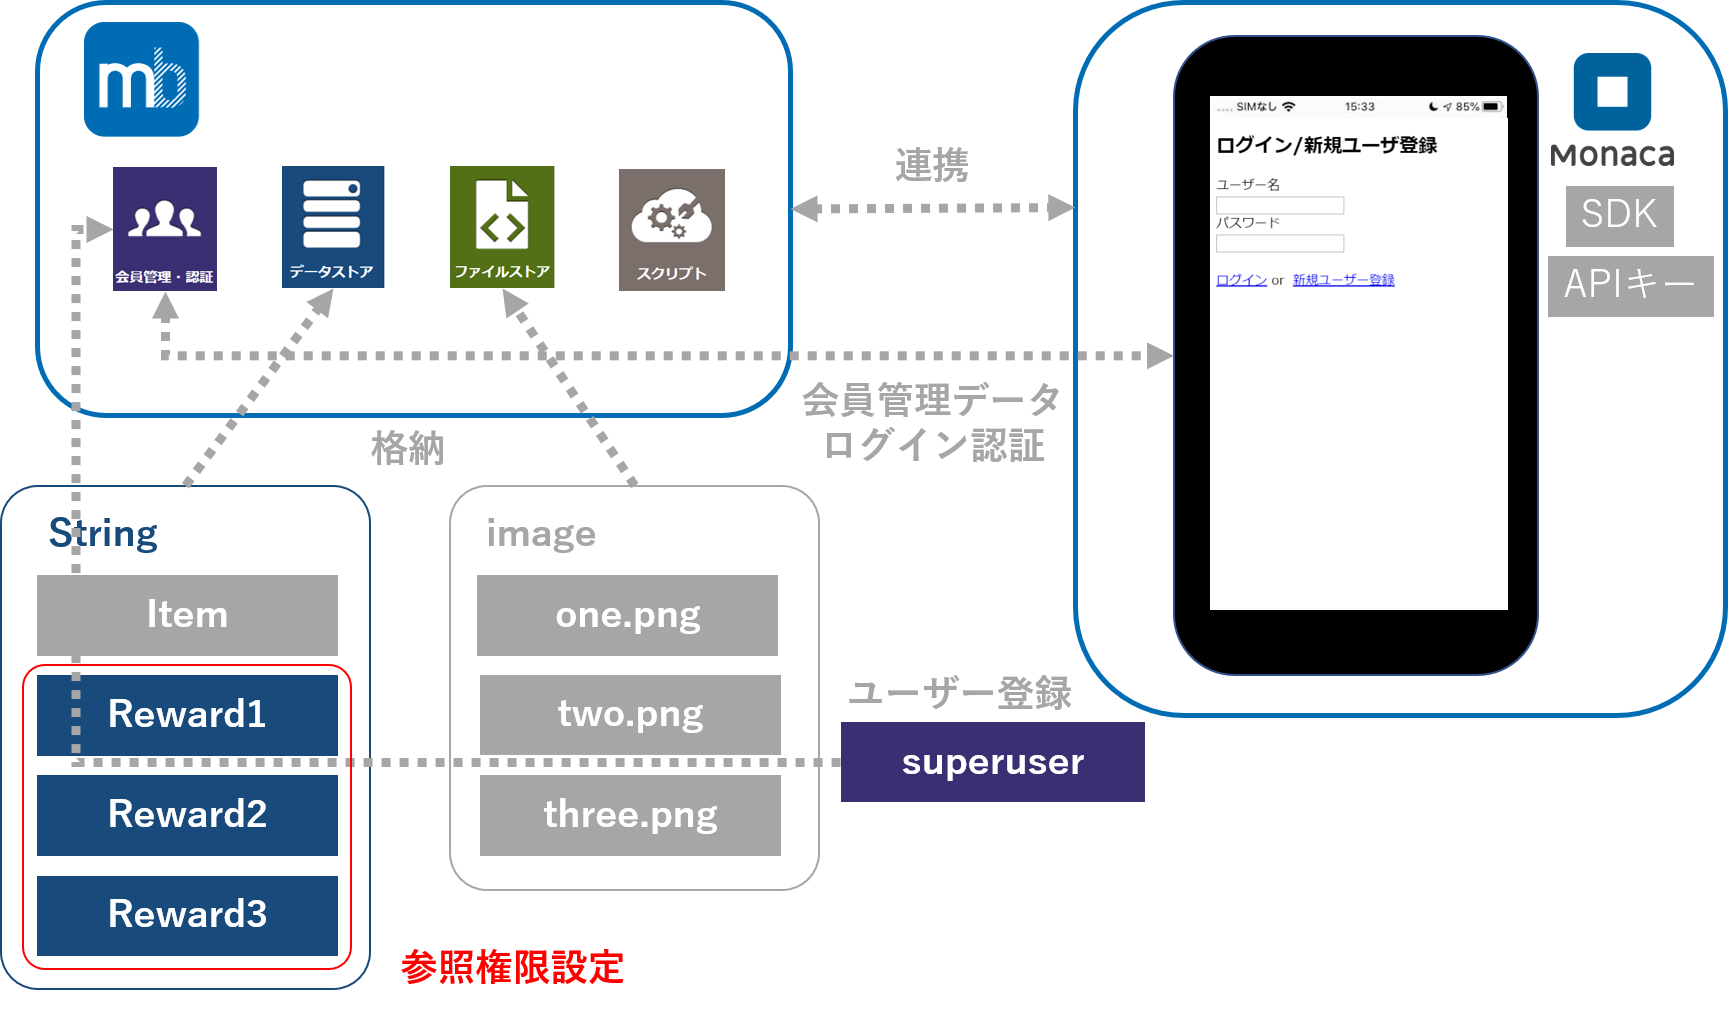 mb
会員管理・認証
データストア
ファイルストア
スクリプト
連携
SIMなし
15:33
85%
ログイン/新規ユーザ登録
ユーザー名
パスワード
ログイン or 新規ユーザー登録
Monaca
SDK
APIキー
会員管理データ
ログイン認証
格納
String
Item
Reward1
Reward2
Reward3
image
one.png
two.png
three.png
ユーザー登録
superuser
参照権限設定